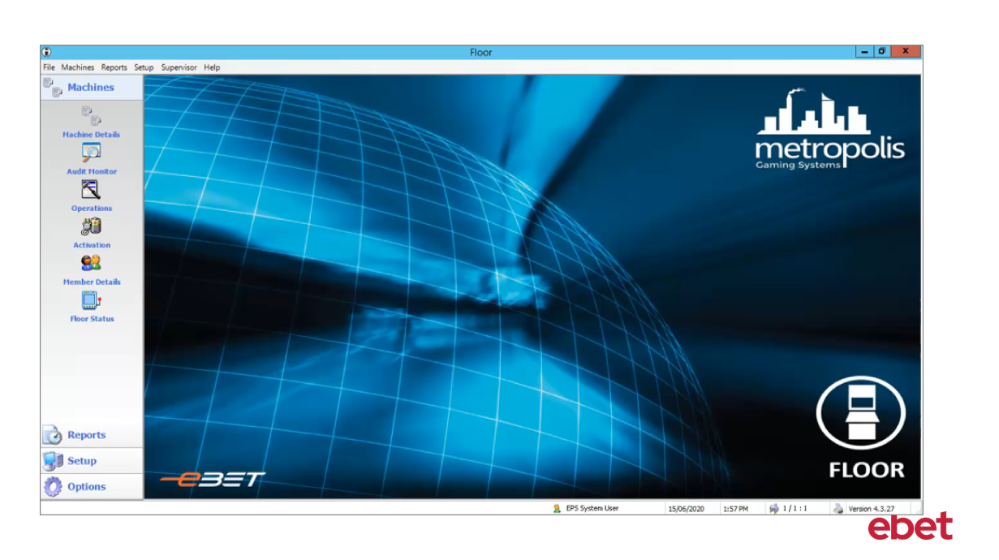 Floor
File Machines Reports Setup Supervisor Help
Machines
Machine Details
Audit Monitor
Operations
Activation
Member Details
Floor Status
Reports
Setup
Options
metropolis
Gaming Systems
FLOOR
eBET
EPS System User 15/06/2020 1:57 PM 1 / 1 : 1 Version 4.3.27
ebet